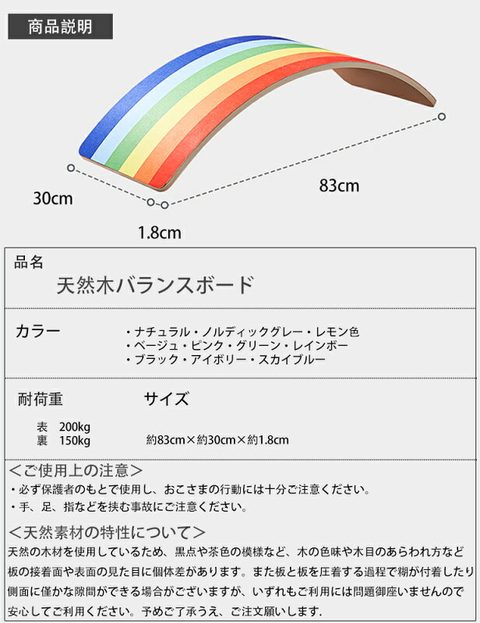 商品説明
30cm
83cm
1.8cm
品名
天然木バランスボード
カラー
・ナチュラル・ノルディックグレー・レモン色
・ベージュ・ピンク・グリーン・レインボー
・ブラック・アイボリー・スカイブルー
耐荷重 サイズ
表 200kg
裏 150kg 約83cm×約30cm×約1.8cm
＜ご使用上の注意＞
・必ず保護者のもとで使用し、おこさまの行動には十分ご注意ください。
・手、足、指などを挟む事故にご注意ください。
＜天然素材の特性について＞
天然の木材を使用しているため、黒点や茶色の模様など、木の色味や木目のあらわれ方など
板の接着面や表面の見た目に個体差があります。また板と板を圧着する過程で糊が付着したり
側面に僅かな隙間ができる場合がございますが、いずれもご利用には問題御座いませんので
安心してご利用ください。予めご了承うえ、ご注文願いします.